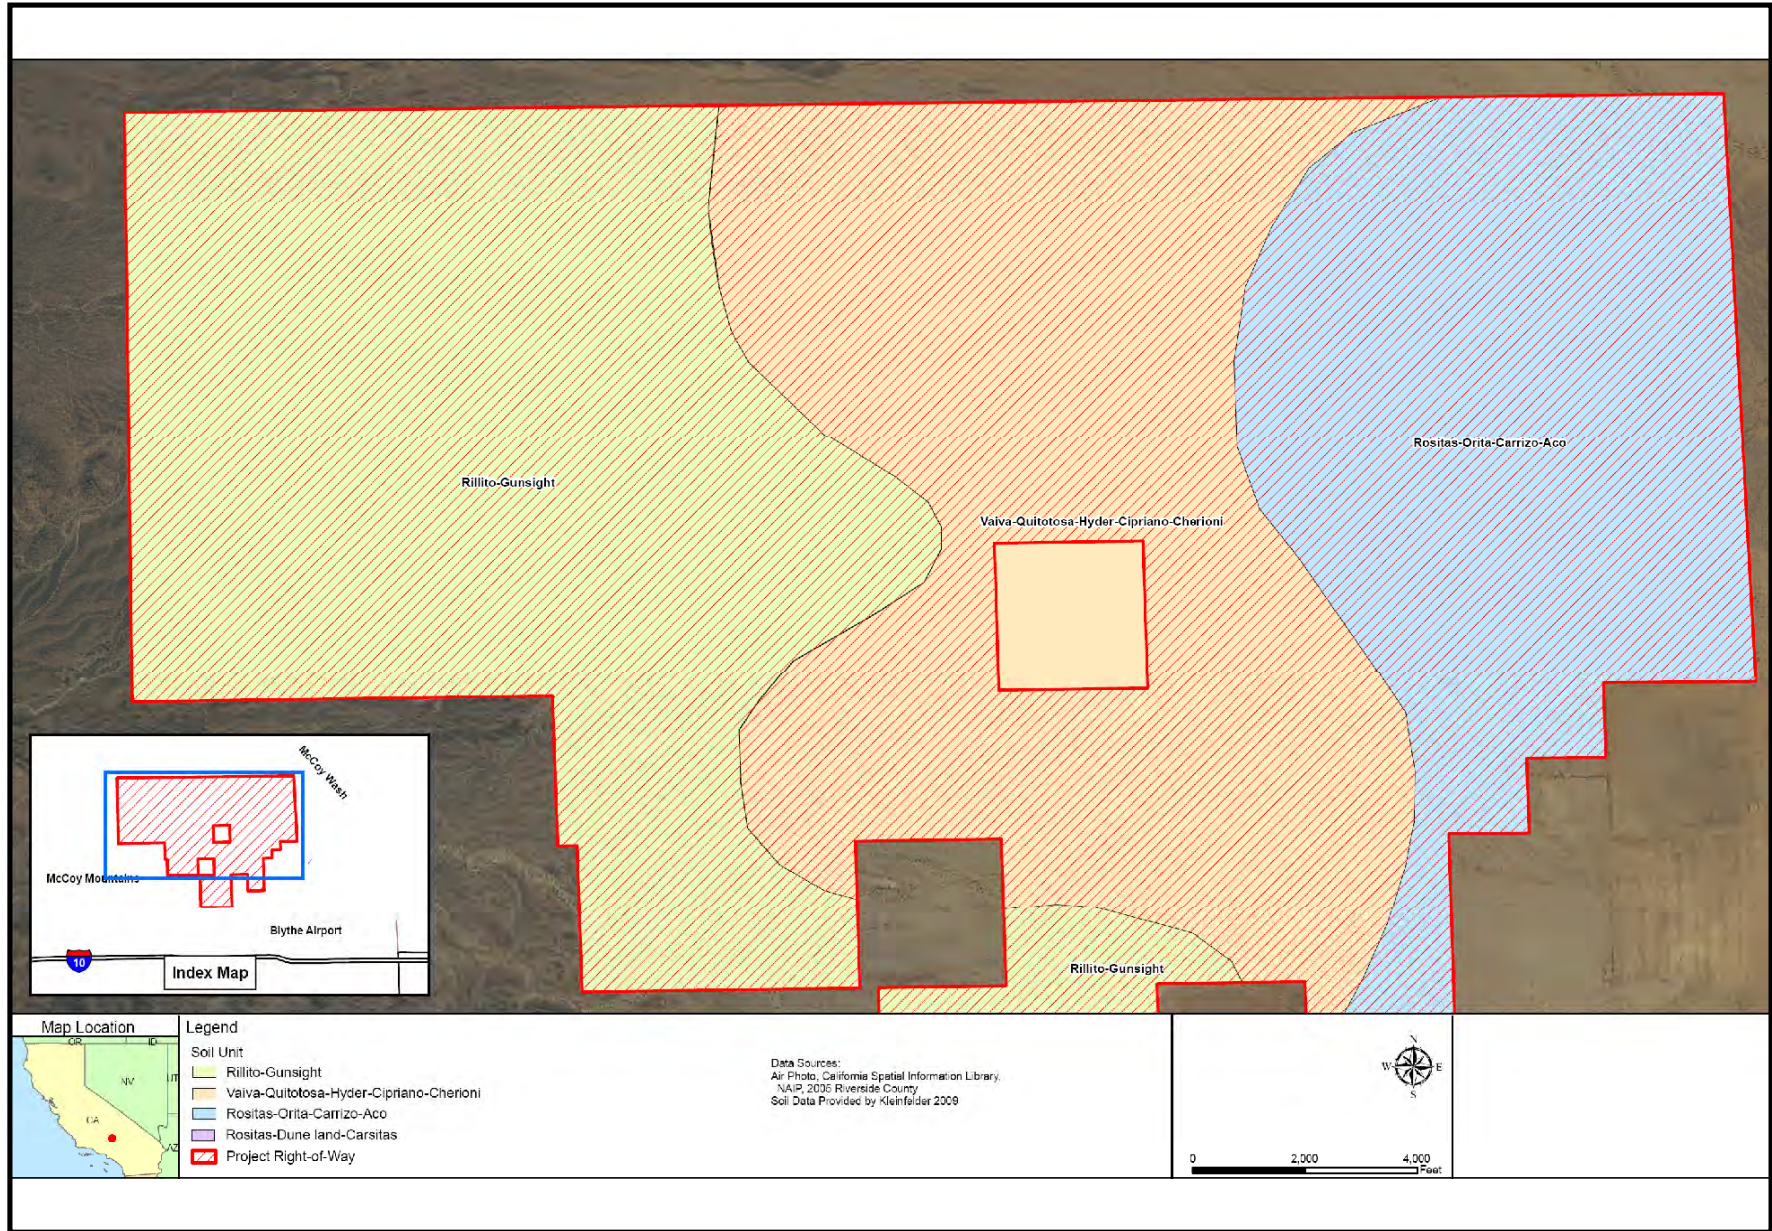 Rillito-Gunsight
Vaiva-Quitotosa-Hyder-Cipriano-Cherioni
Rositas-Orita-Carrizo-Aco
Rillito-Gunsight
McCoy Wash
McCoy Mountains
Blythe Airport
10
Index Map
Map Location
OR
ID
NV
UT
CA
AZ
Legend
Soil Unit
Rillito-Gunsight
Vaiva-Quitotosa-Hyder-Cipriano-Cherioni
Rositas-Orita-Carrizo-Aco
Rositas-Dune land-Carsitas
Project Right-of-Way
Data Sources:
Air Photo, California Spatial Information Library,
NAIP, 2005 Riverside County
Soil Data Provided by Kleinfelder 2009
N
W E
S
0 2,000 4,000
Feet